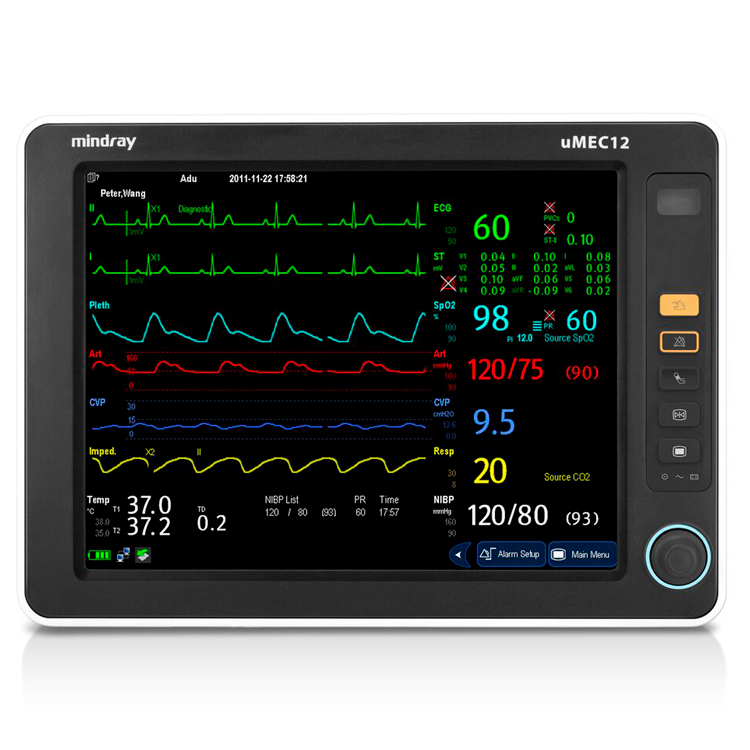 mindray
uMEC12
Adu 2011-11-22 17:58:21
Peter,Wang
II X1 Diagnostic
1mV
ECG
120
50
60
PVCs 0
ST-II 0.10
I X1
1mV
ST
mV
V1 0.04 II 0.10 I 0.08
V2 0.05 III 0.02 aVL 0.03
V3 0.10 aVF 0.06 V5 0.06
V4 0.09 aVR -0.09 V6 0.02
Pleth
SpO2
%
100
90
98
PI 12.0
PR 60
Source SpO2
Art
160
0
Art
mmHg
160
90
120/75 (90)
CVP
30
15
0
CVP
cmH2O
13.6
0.0
9.5
Imped. X2 II
Resp
30
8
20
Source CO2
Temp
°C
38.0
35.0
T1 37.0
T2 37.2
TD
0.2
NIBP List PR Time
120 / 80 (93) 60 17:57
NIBP
mmHg
160
90
120/80 (93)
Alarm Setup
Main Menu